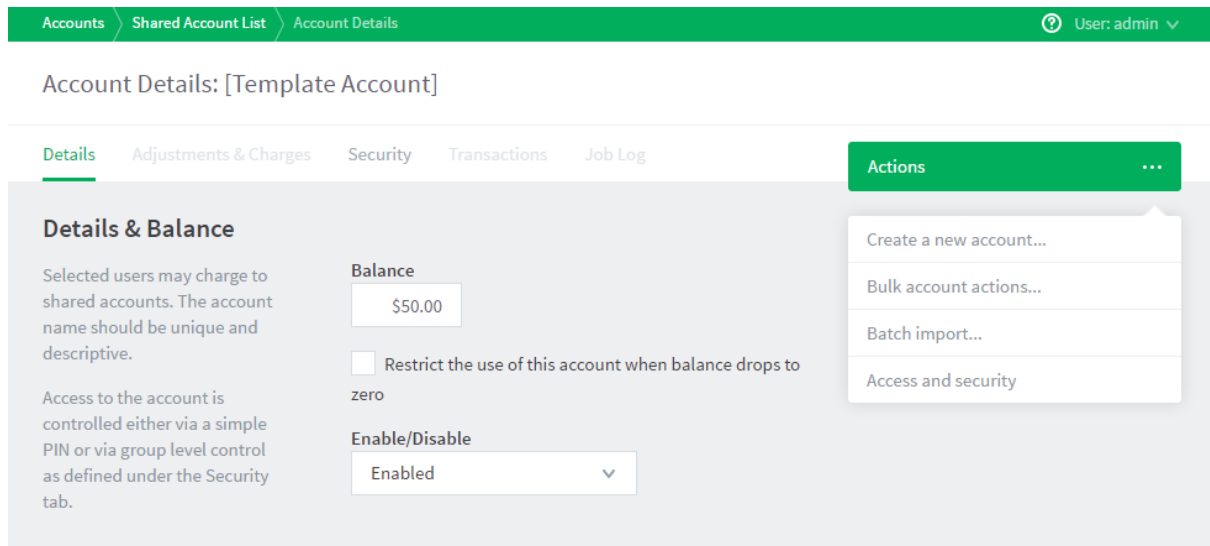 Accounts Shared Account List Account Details User: admin
Account Details: [Template Account]
Details Adjustments & Charges Security Transactions Job Log
Actions ...
Create a new account...
Bulk account actions...
Batch import...
Access and security
Details & Balance
Selected users may charge to
shared accounts. The account
name should be unique and
descriptive.
Access to the account is
controlled either via a simple
PIN or via group level control
as defined under the Security
tab.
Balance
$50.00
Restrict the use of this account when balance drops to
zero
Enable/Disable
Enabled